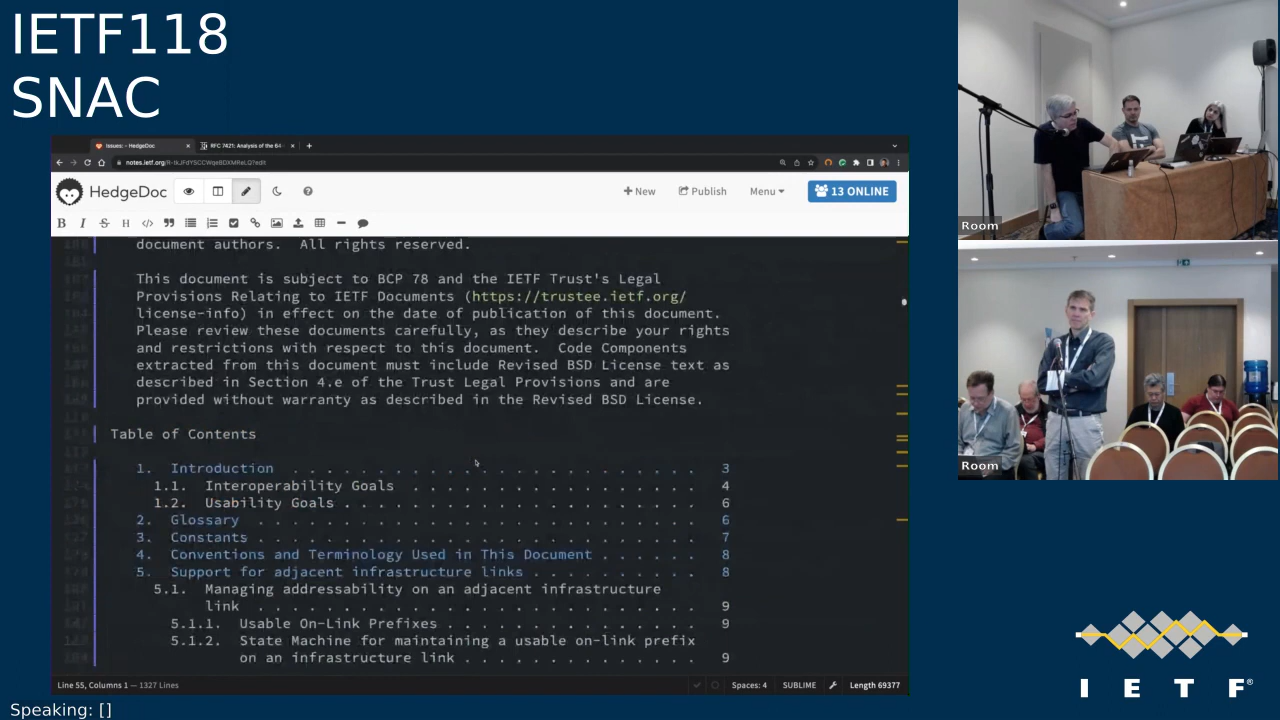 IETF118
SNAC
Issues: - HedgeDoc
RFC 7421: Analysis of the 64-
HedgeDoc
New
Publish
Menu
13 ONLINE
document authors. All rights reserved.
This document is subject to BCP 78 and the IETF Trust's Legal
Provisions Relating to IETF Documents (https://trustee.ietf.org/
license-info) in effect on the date of publication of this document.
Please review these documents carefully, as they describe your rights
and restrictions with respect to this document. Code Components
extracted from this document must include Revised BSD License text as
described in Section 4.e of the Trust Legal Provisions and are
provided without warranty as described in the Revised BSD License.
Table of Contents
1. Introduction . . . . . . . . . . . . . . . . . . . . . . . . 3
1.1. Interoperability Goals . . . . . . . . . . . . . . . . . 4
1.2. Usability Goals . . . . . . . . . . . . . . . . . . . . . 6
2. Glossary . . . . . . . . . . . . . . . . . . . . . . . . . . 6
3. Constants . . . . . . . . . . . . . . . . . . . . . . . . . . 7
4. Conventions and Terminology Used in This Document . . . . . . 8
5. Support for adjacent infrastructure links . . . . . . . . . . 8
5.1. Managing addressability on an adjacent infrastructure
link . . . . . . . . . . . . . . . . . . . . . . . . . . 9
5.1.1. Usable On-Link Prefixes . . . . . . . . . . . . . . . 9
5.1.2. State Machine for maintaining a usable on-link prefix
on an infrastructure link . . . . . . . . . . . . . . 9
Line 55, Columns 1 — 1327 Lines
Spaces: 4
SUBLIME
Length 69377
Room
Room
IETF®
Speaking: []